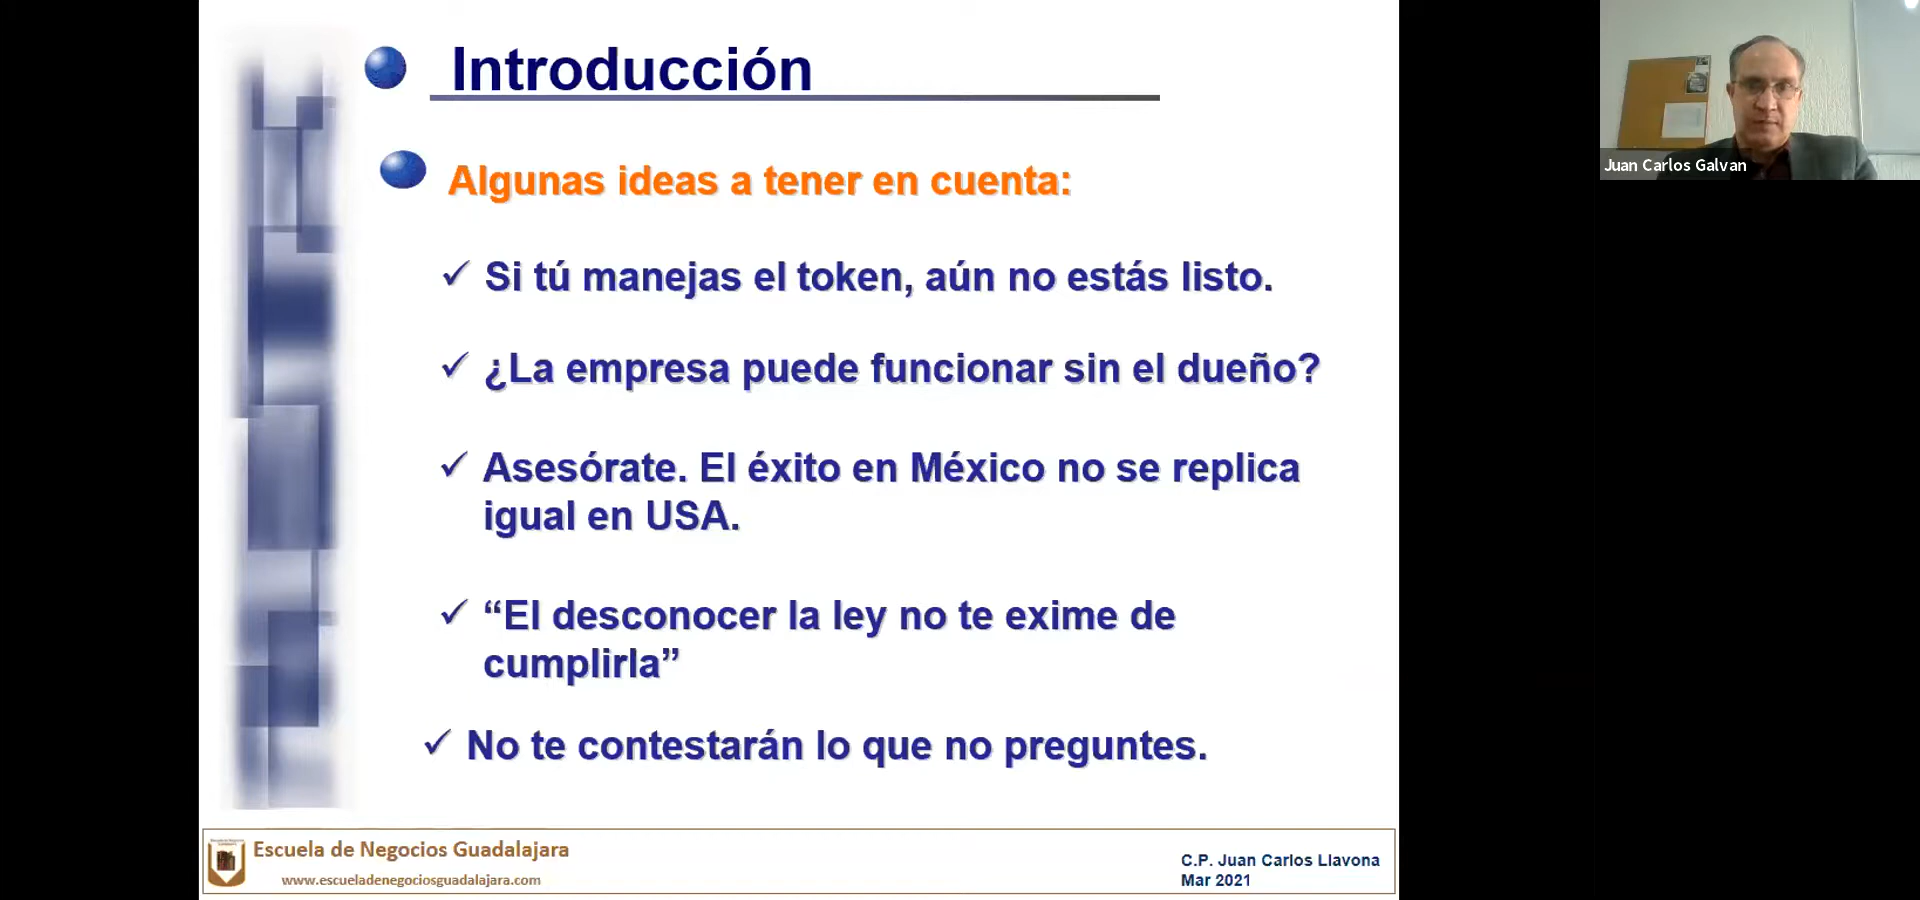 Introducción
Algunas ideas a tener en cuenta:
✓ Si tú manejas el token, aún no estás listo.
✓ ¿La empresa puede funcionar sin el dueño?
✓ Asesórate. El éxito en México no se replica
igual en USA.
✓ “El desconocer la ley no te exime de
cumplirla”
✓ No te contestarán lo que no preguntes.
Escuela de Negocios Guadalajara
www.escueladenegociosguadalajara.com
C.P. Juan Carlos Llavona
Mar 2021
Juan Carlos Galvan